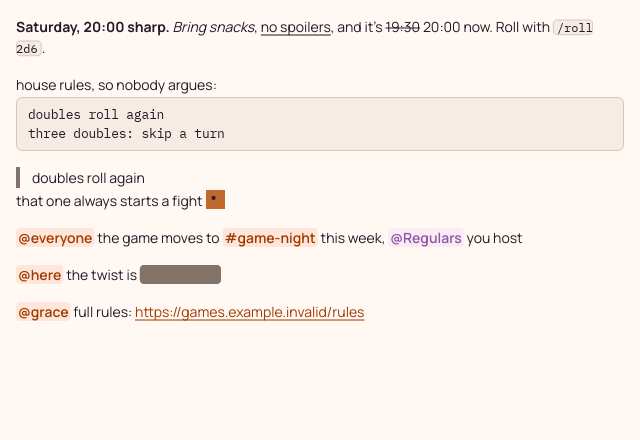 Saturday, 20:00 sharp. Bring snacks, no spoilers, and it's 19:30 20:00 now. Roll with /roll
2d6.
house rules, so nobody argues:
doubles roll again
three doubles: skip a turn
doubles roll again
that one always starts a fight
@everyone the game moves to #game-night this week, @Regulars you host
@here the twist is
@grace full rules: https://games.example.invalid/rules